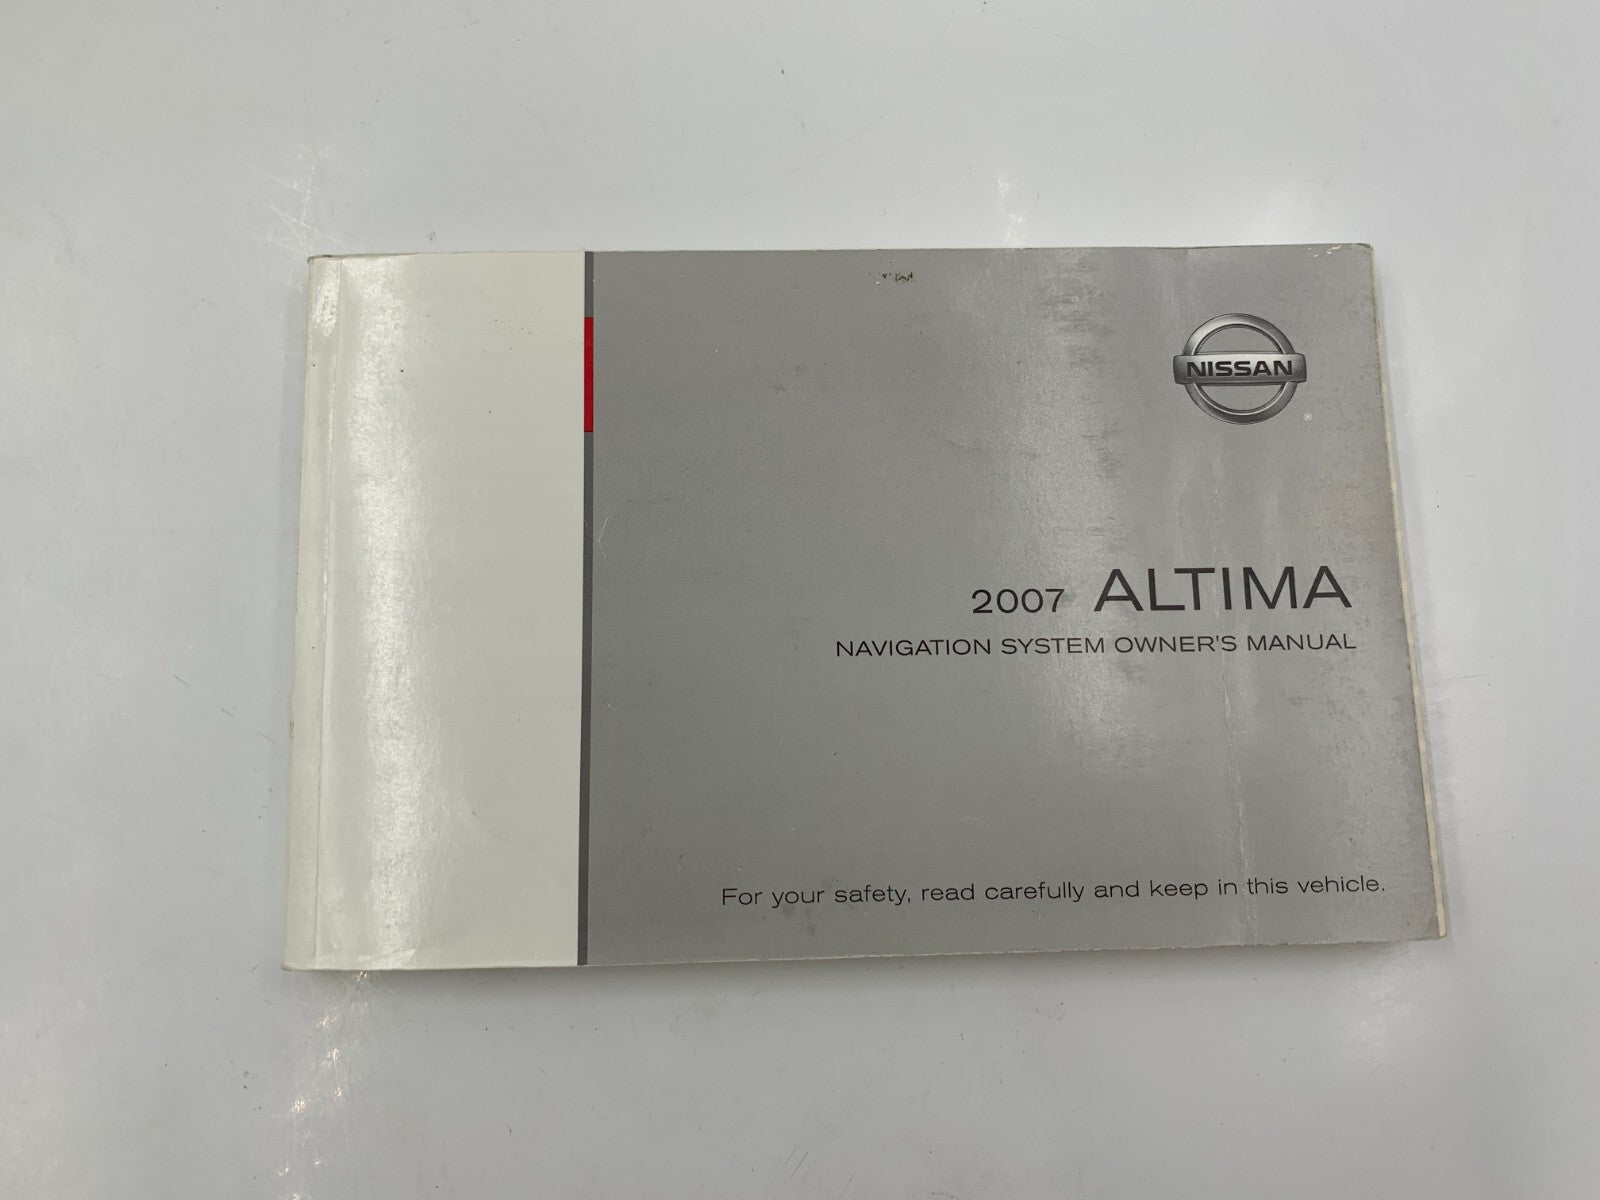 NISSAN
®
2007 ALTIMA
NAVIGATION SYSTEM OWNER'S MANUAL
For your safety, read carefully and keep in this vehicle.